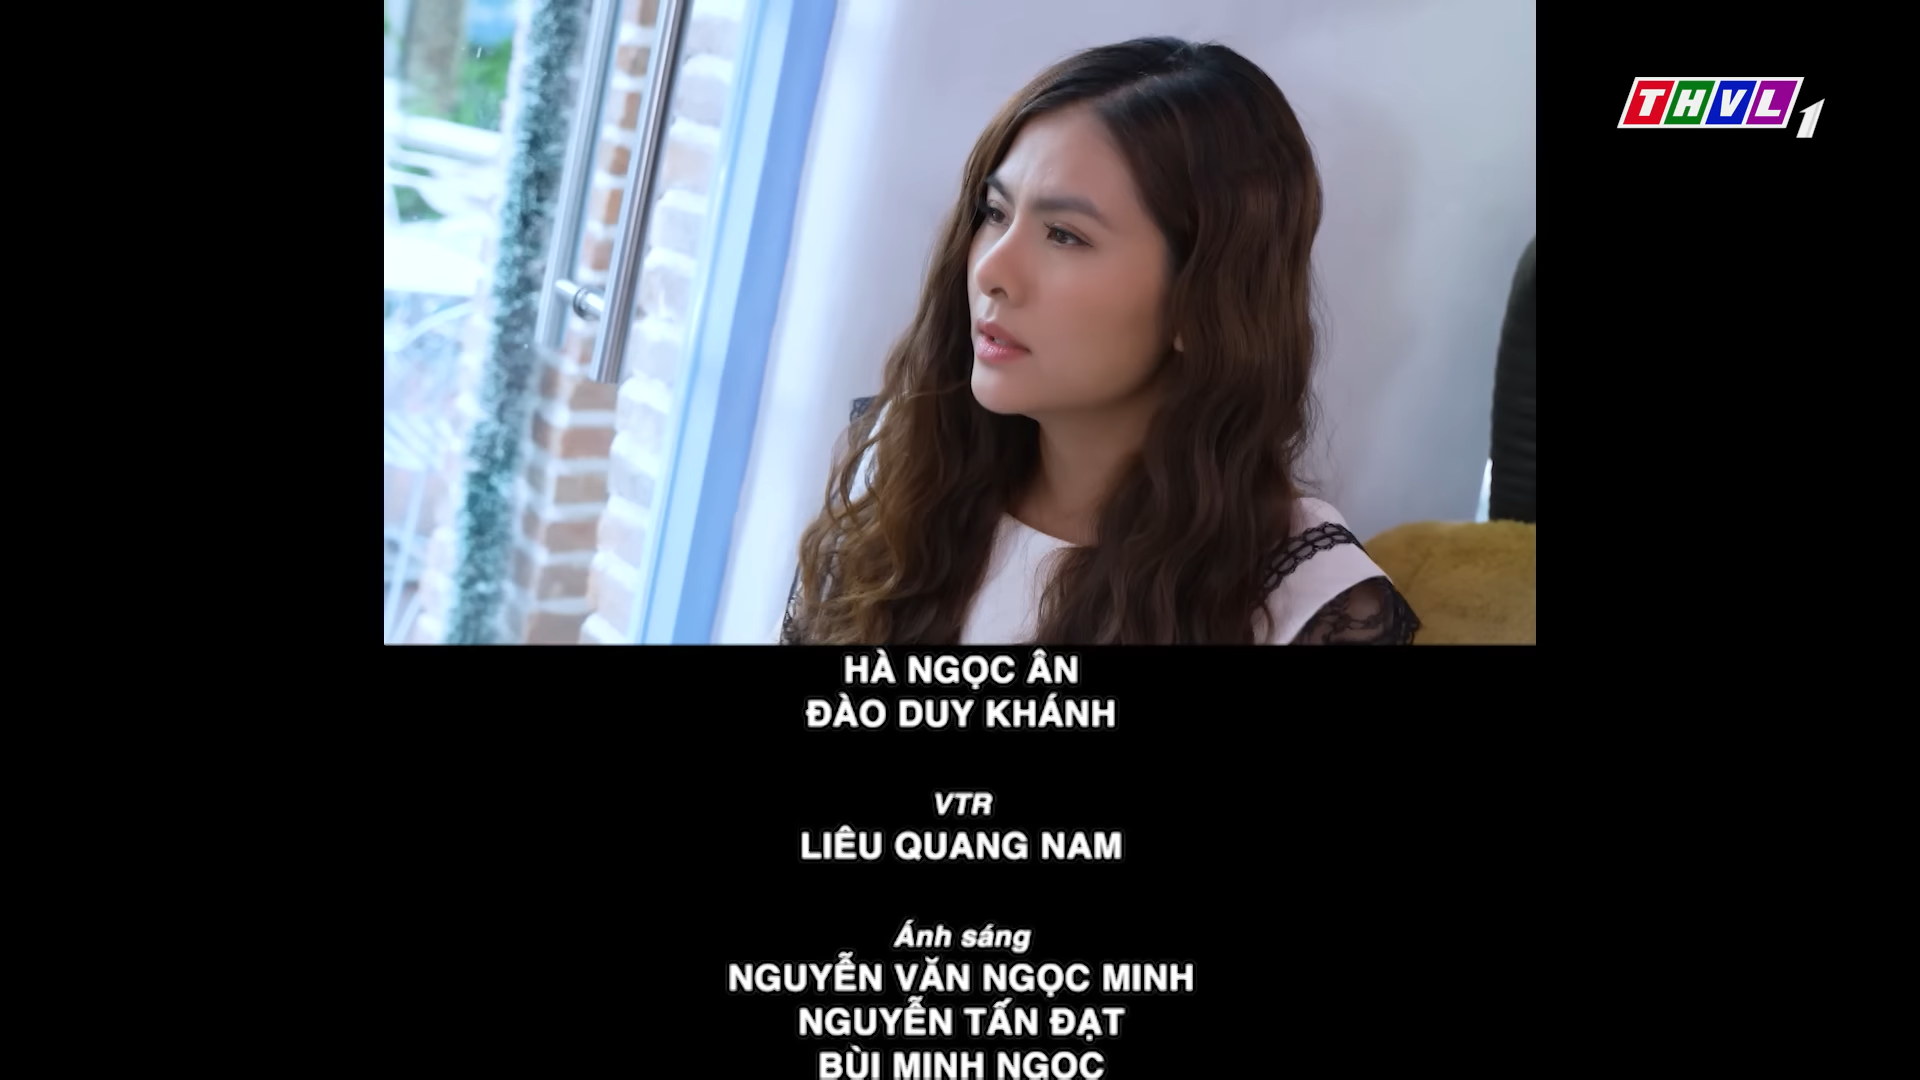 THVL1
HÀ NGỌC ÂN
ĐÀO DUY KHÁNH
VTR
LIÊU QUANG NAM
Ánh sáng
NGUYỄN VĂN NGỌC MINH
NGUYỄN TẤN ĐẠT
BÙI MINH NGỌC